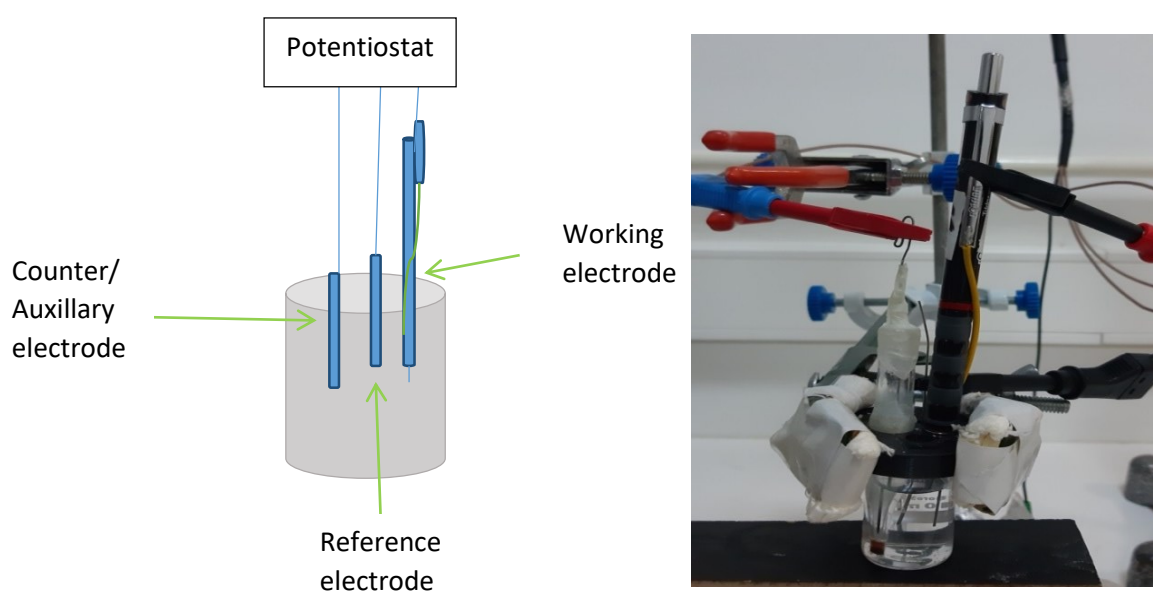 Potentiostat
Working
electrode
Counter/
Auxillary
electrode
Reference
electrode